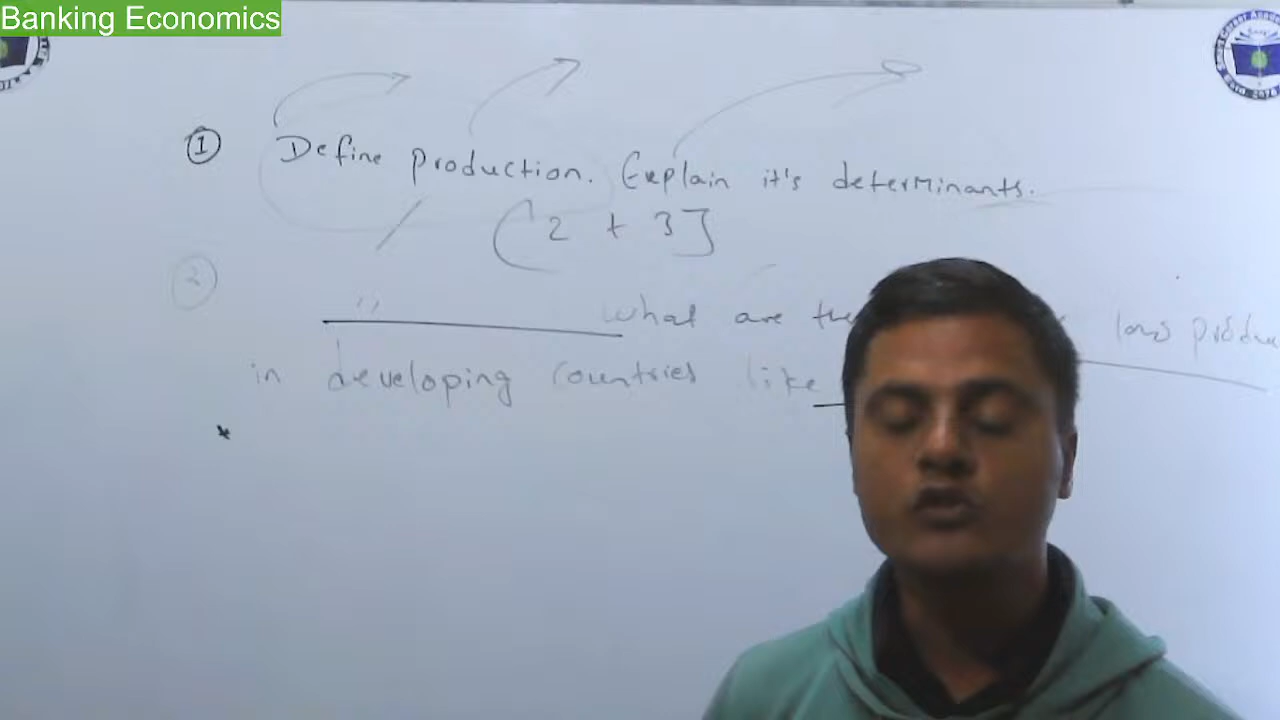 Banking Economics
① Define production. Explain it's determinants.
(2 + 3]
② " What are the low produc
in developing countries like